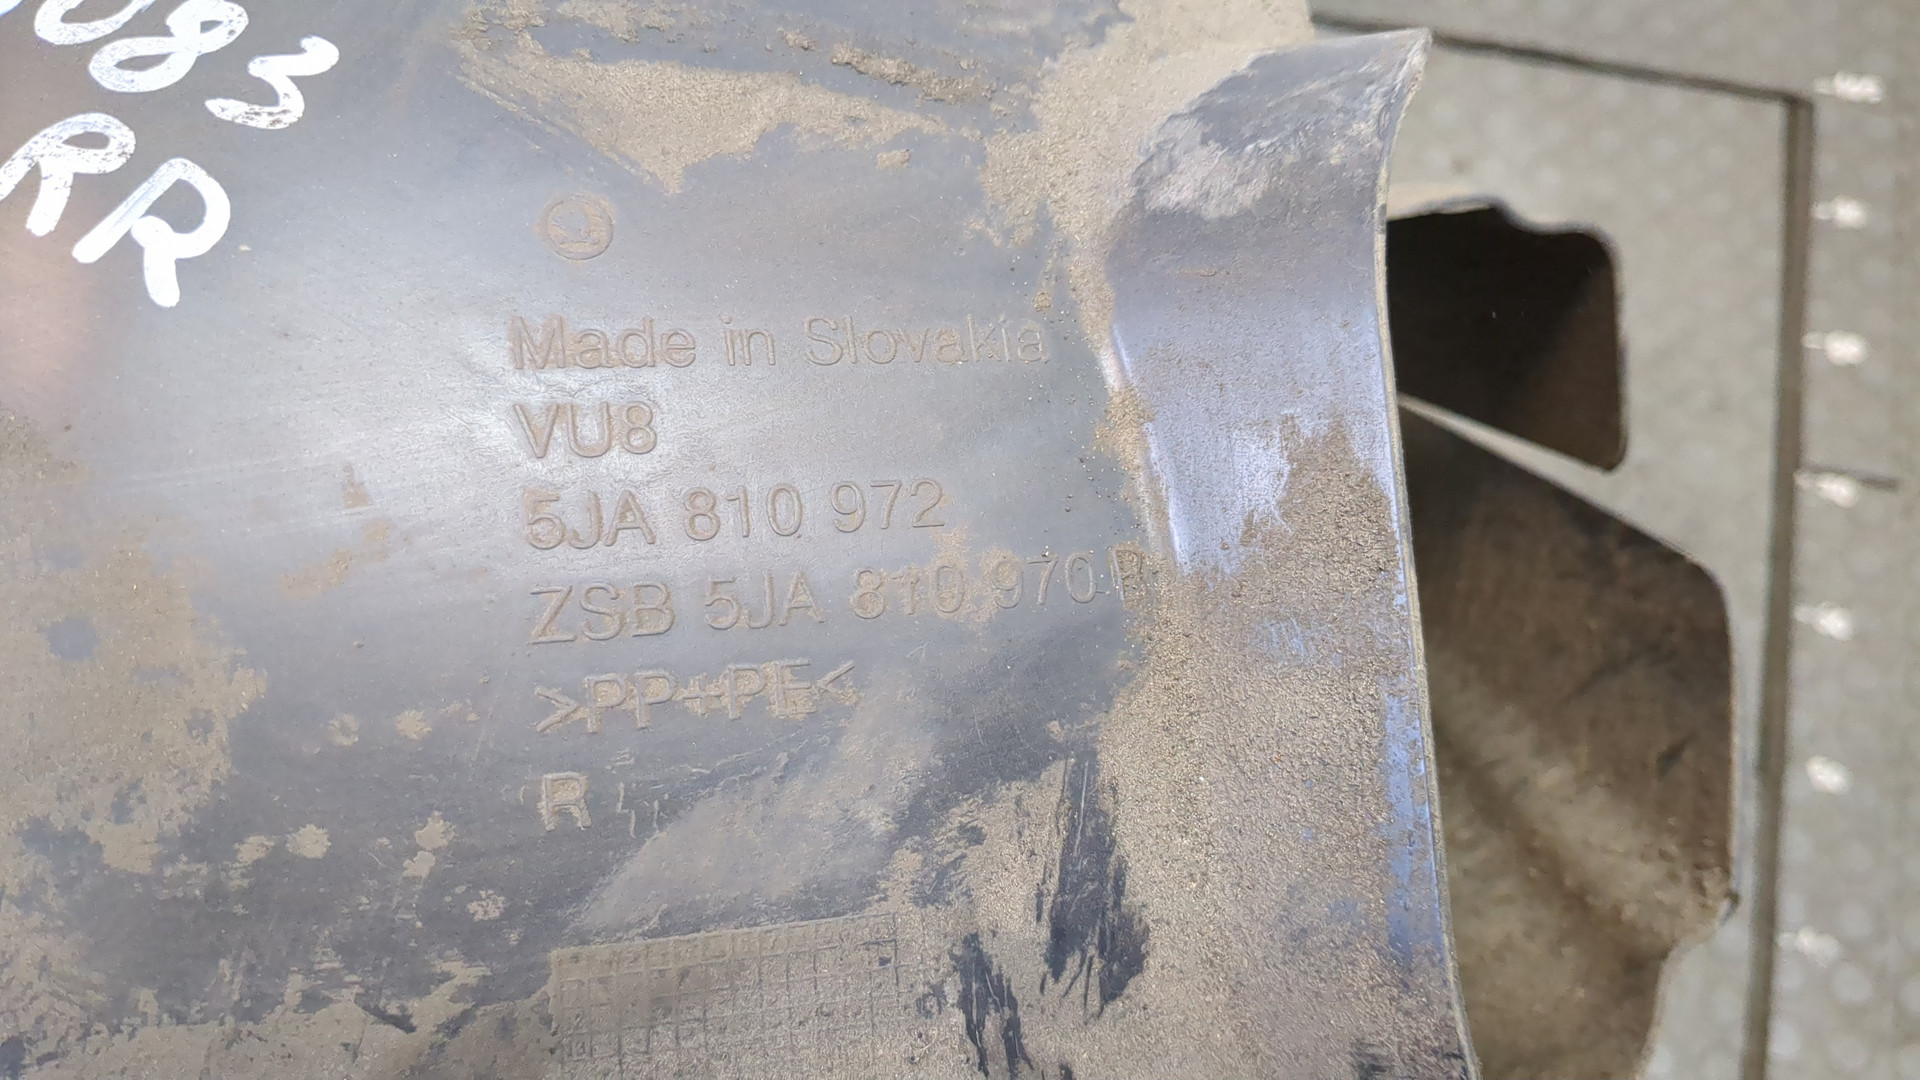 083
RR
Made in Slovakia
VU8
5JA 810 972
ZSB 5JA 810 970
>PP+PE<
R